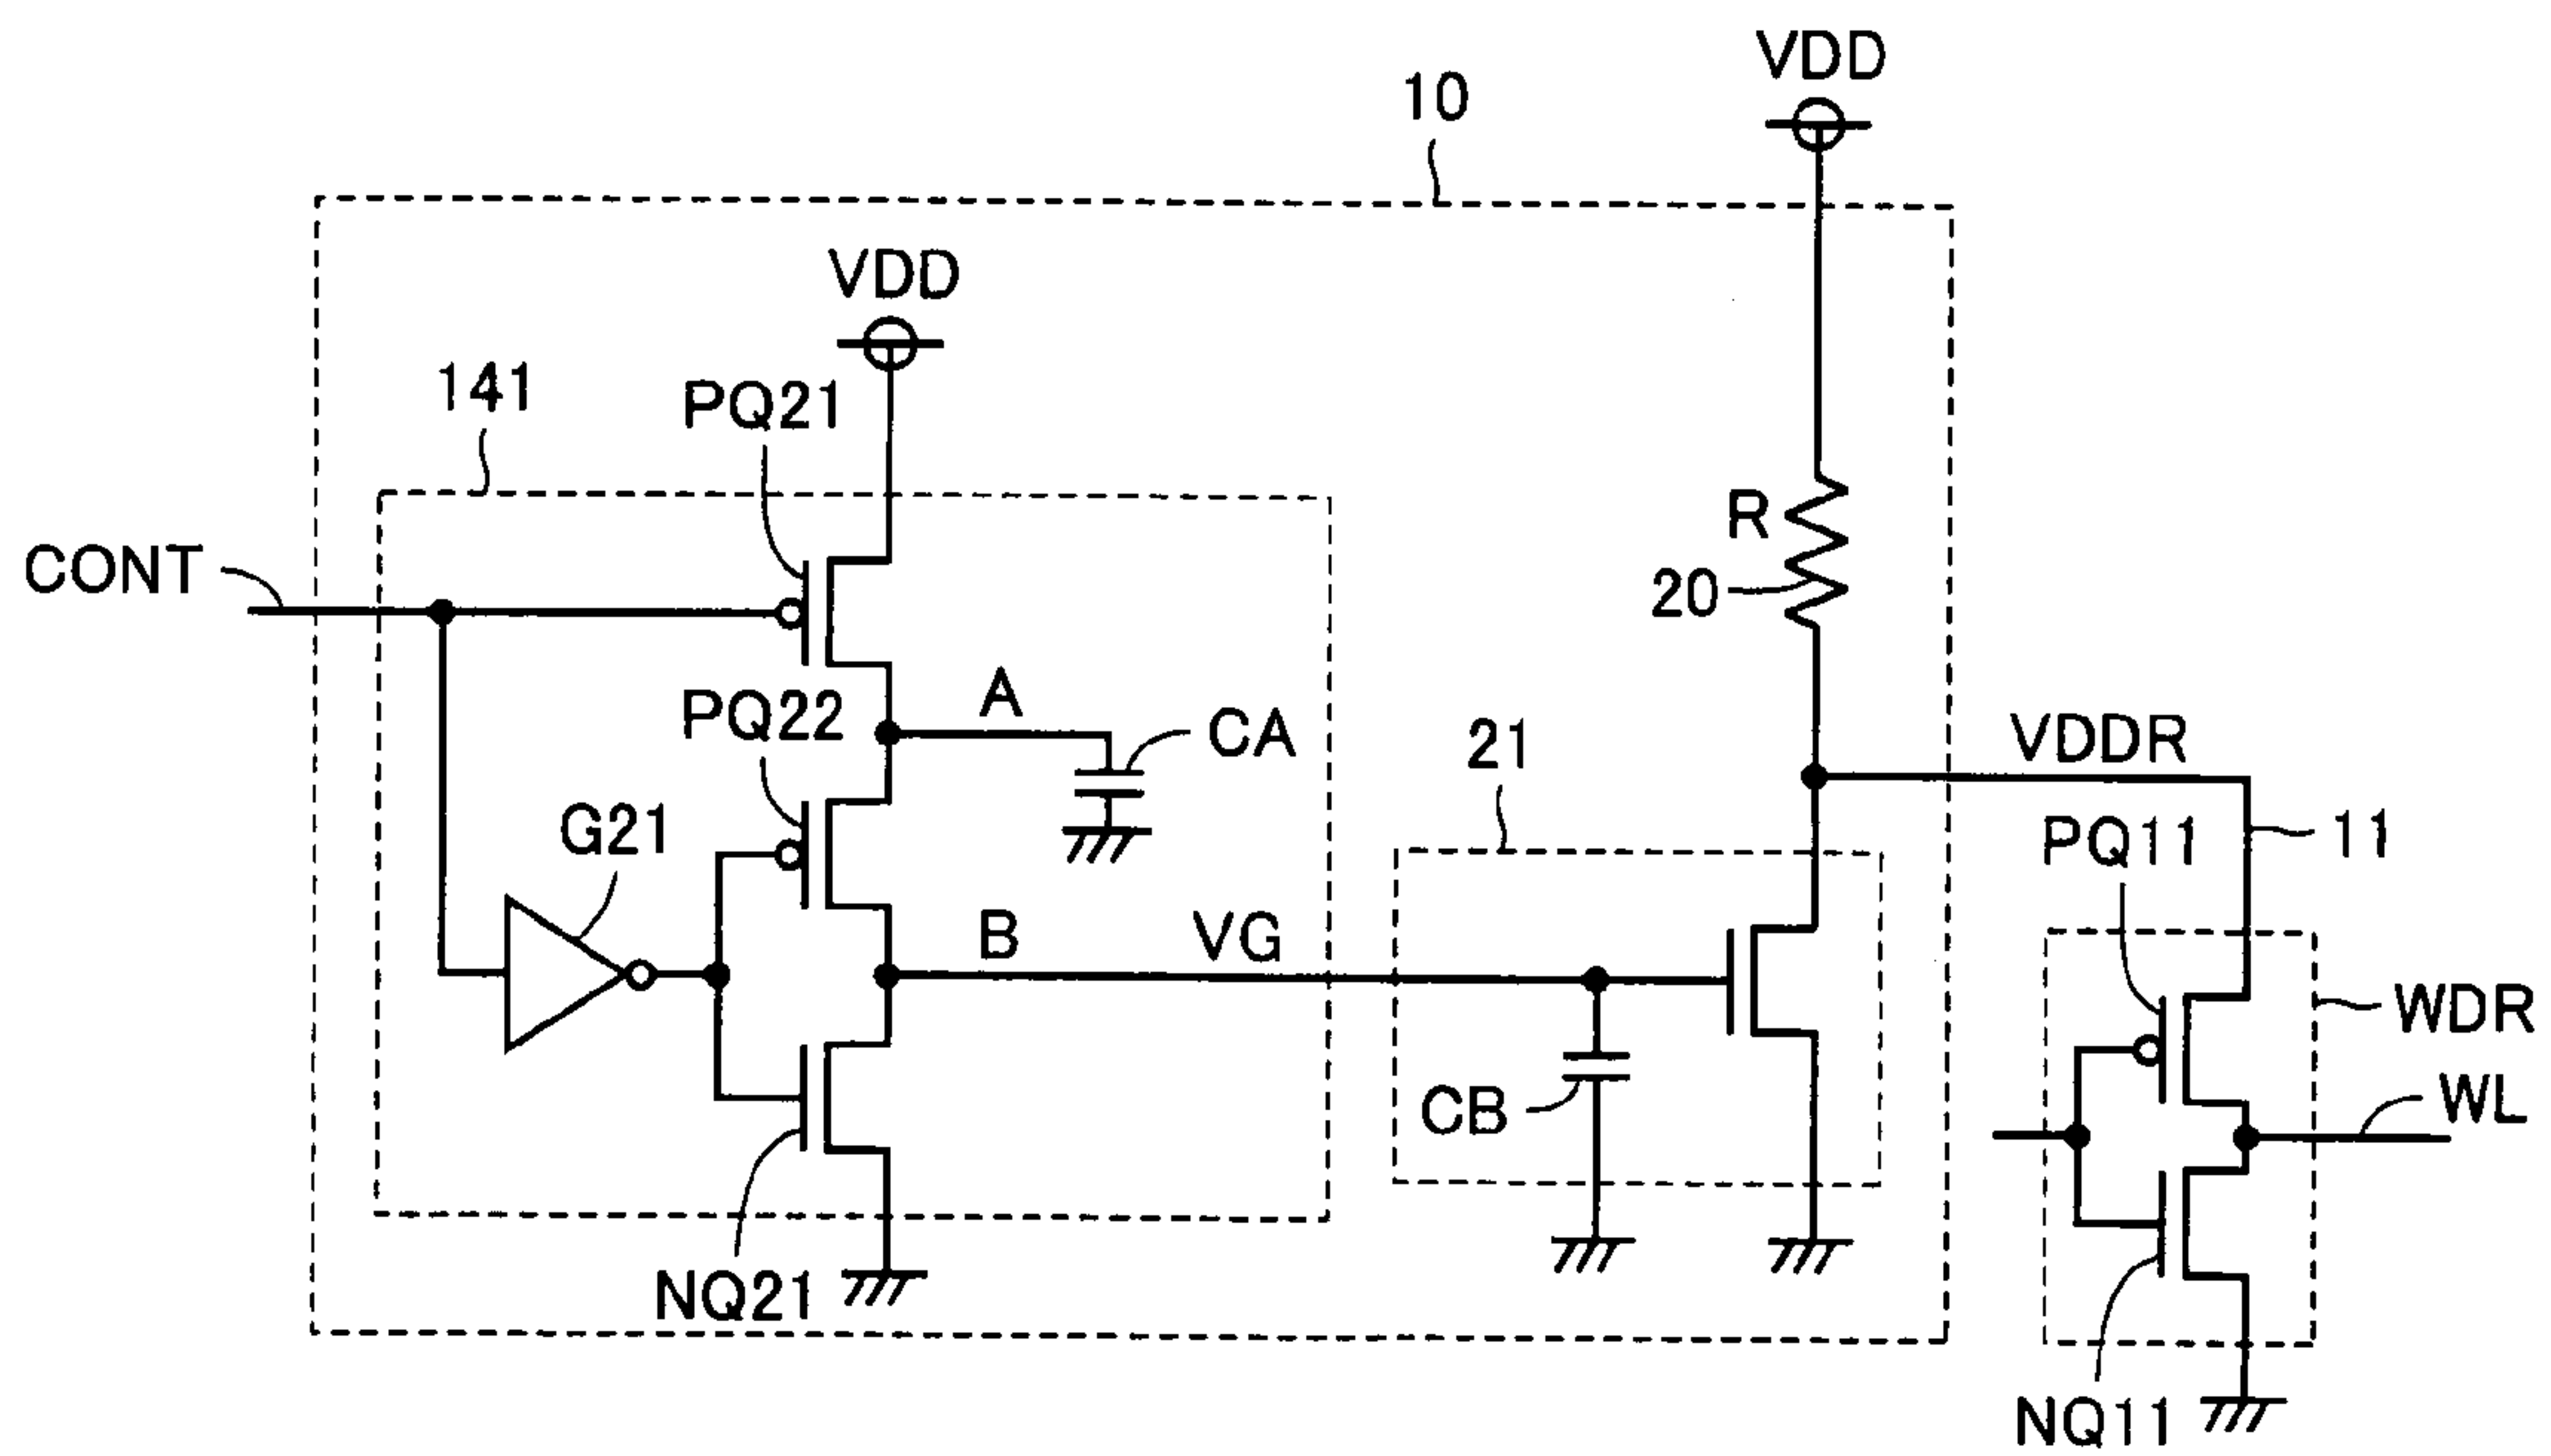 VDD
10
VDD
141
PQ21
R
CONT
20
PQ22
A
CA
21
VDDR
G21
PQ11
11
B
VG
WDR
CB
WL
NQ21
NQ11